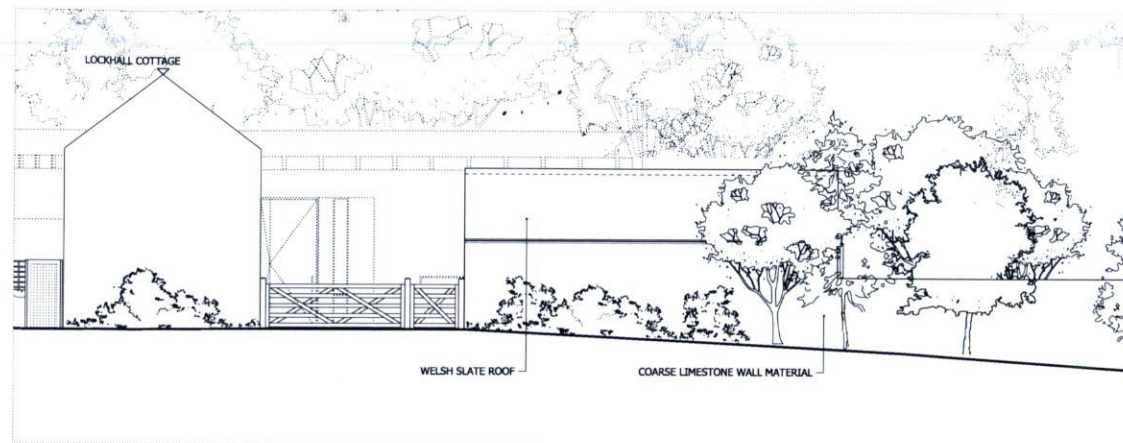 LOCKHALL COTTAGE
WELSH SLATE ROOF
COARSE LIMESTONE WALL MATERIAL